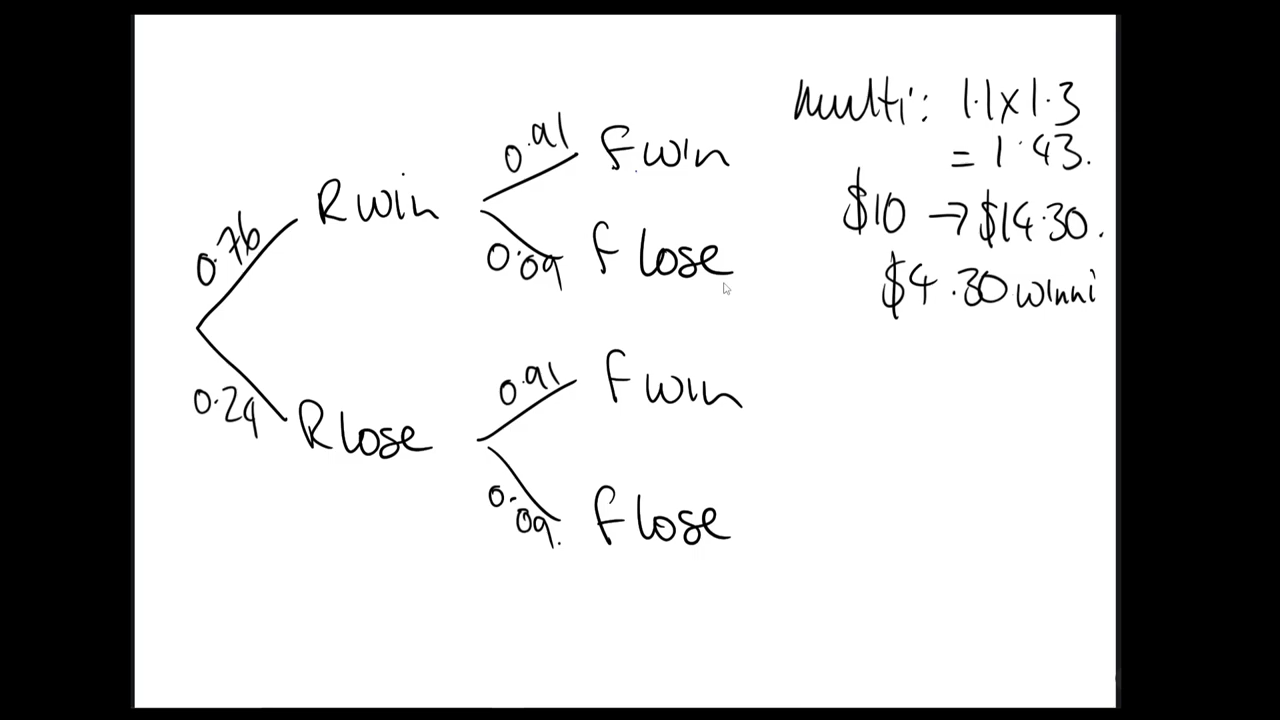 multi: 1.1x1.3
= 1.43.
$10 → $14.30.
$4.30 winni
0.91 F win
0.76 R win
0.09 F lose
0.91 F win
0.24 R lose
0.09. F lose